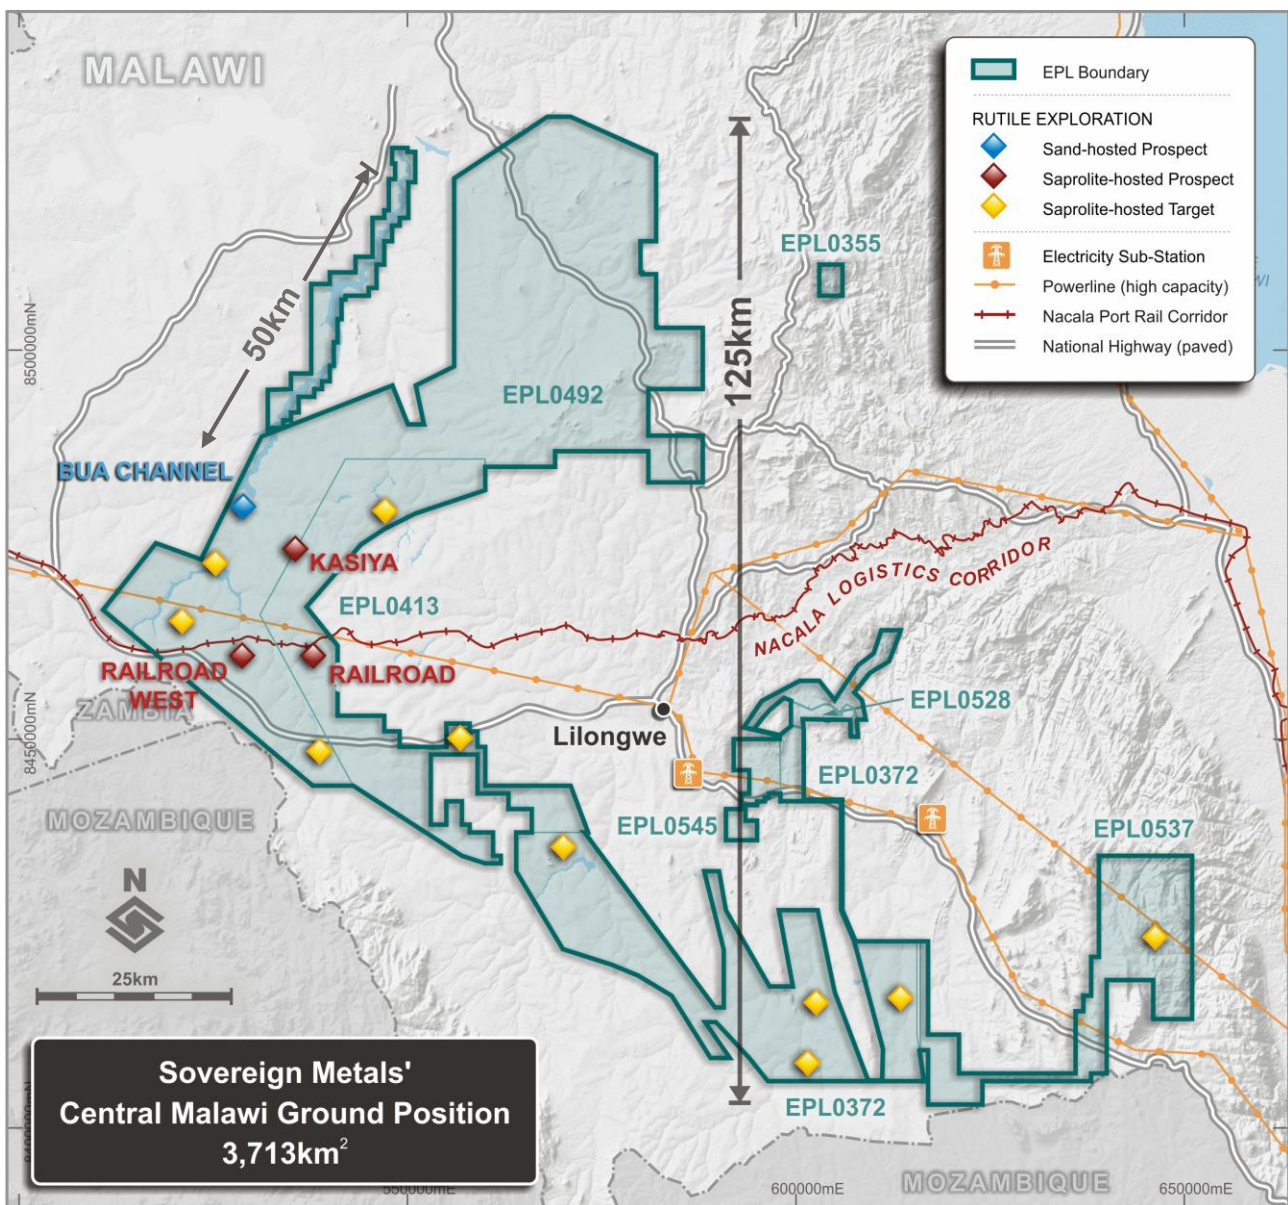 MALAWI
EPL Boundary
RUTILE EXPLORATION
Sand-hosted Prospect
Saprolite-hosted Prospect
Saprolite-hosted Target
Electricity Sub-Station
Powerline (high capacity)
Nacala Port Rail Corridor
National Highway (paved)
EPL0355
50km
125km
8500000mN
EPL0492
BUA CHANNEL
KASIYA
EPL0413
NACALA LOGISTICS CORRIDOR
RAILROAD
WEST
RAILROAD
ZAMBIA
EPL0528
Lilongwe
8450000mN
EPL0372
MOZAMBIQUE
EPL0545
EPL0537
N
25km
Sovereign Metals'
Central Malawi Ground Position
3,713km²
EPL0372
550000mE
600000mE
MOZAMBIQUE
650000mE